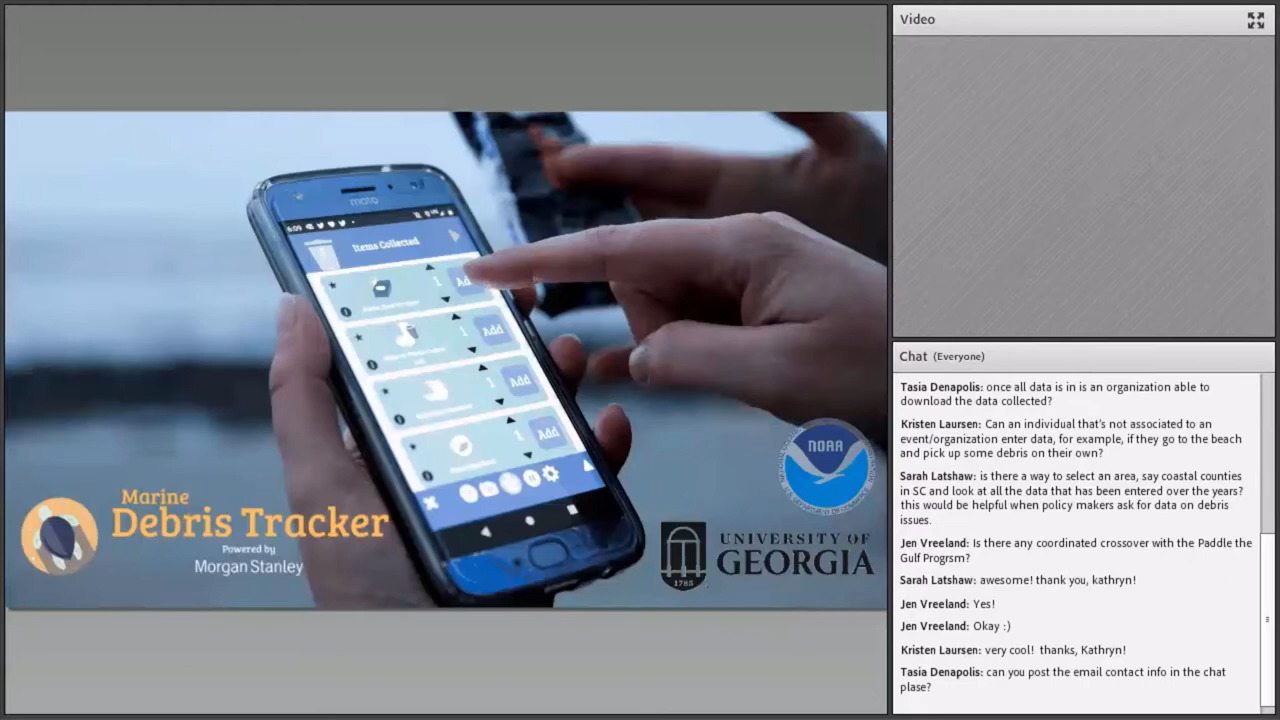 moto
Items Collected
1
Add
1
Add
1
Add
1
Add
Marine
Debris Tracker
Powered by
Morgan Stanley
NOAA
UNIVERSITY OF
GEORGIA
1785
Video
Chat (Everyone)
Tasia Denapolis: once all data is in is an organization able to
download the data collected?
Kristen Laursen: Can an individual that's not associated to an
event/organization enter data, for example, if they go to the beach
and pick up some debris on their own?
Sarah Latshaw: is there a way to select an area, say coastal counties
in SC and look at all the data that has been entered over the years?
this would be helpful when policy makers ask for data on debris
issues.
Jen Vreeland: Is there any coordinated crossover with the Paddle the
Gulf Progrsm?
Sarah Latshaw: awesome! thank you, kathryn!
Jen Vreeland: Yes!
Jen Vreeland: Okay :)
Kristen Laursen: very cool!  thanks, Kathryn!
Tasia Denapolis: can you post the email contact info in the chat
plase?